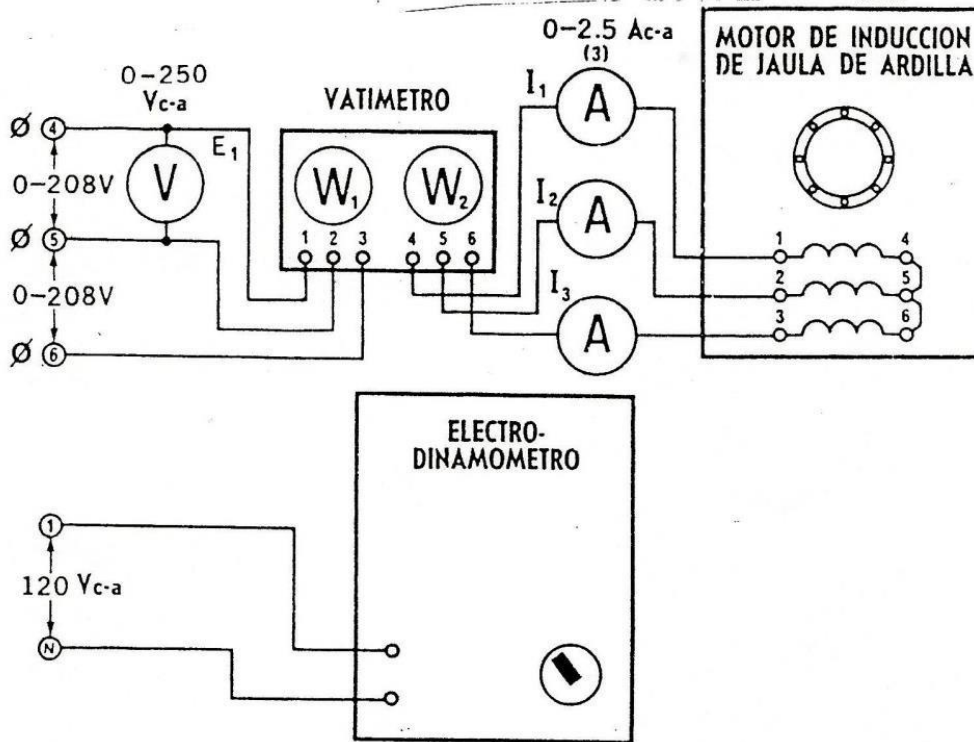 0-2.5 Ac-a
(3)
MOTOR DE INDUCCION
DE JAULA DE ARDILLA
0-250
Vc-a
VATIMETRO
I1
A
Ø 4
E1
0-208V
V
W1
W2
I2
A
Ø 5
1 2 3 4 5 6
1 4
0-208V
I3
2 5
A
3 6
Ø 6
ELECTRO-
DINAMOMETRO
1
120 Vc-a
N